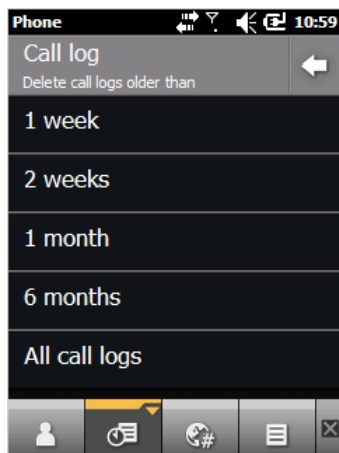 Phone 10:59
Call log
Delete call logs older than
1 week
2 weeks
1 month
6 months
All call logs
#